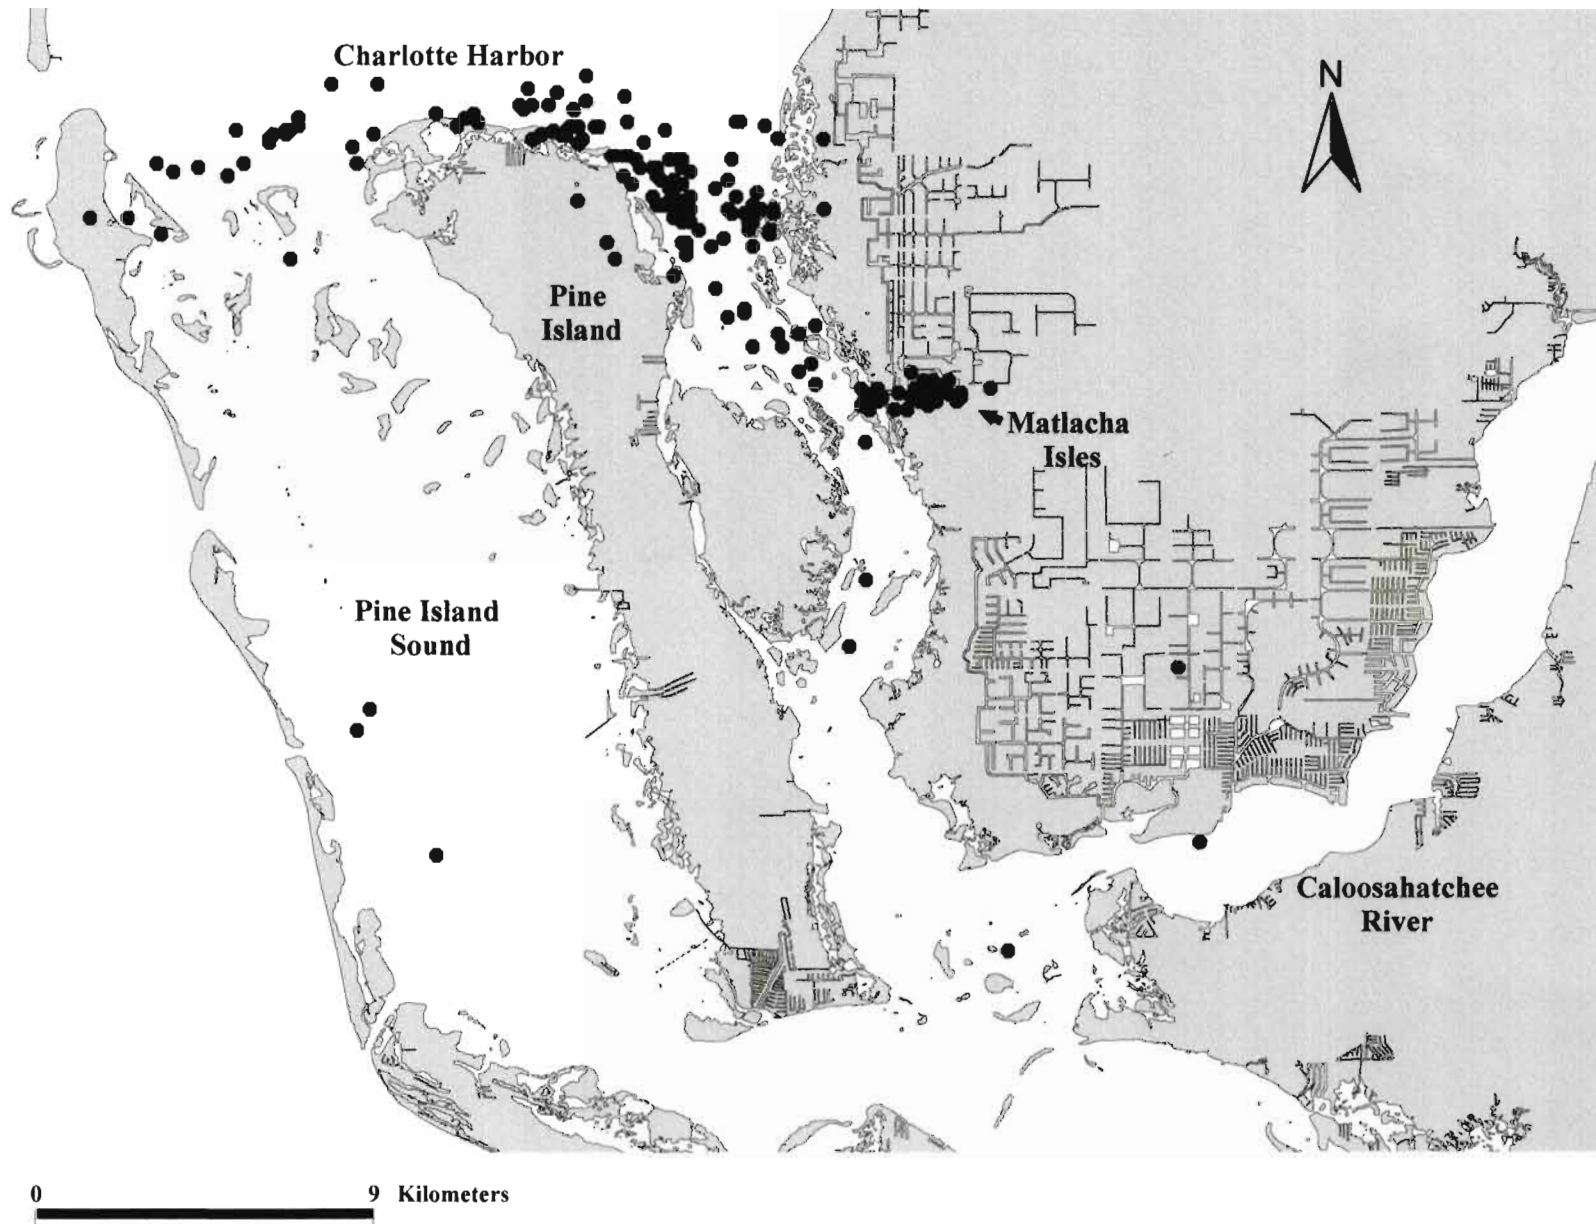 Charlotte Harbor
N
Pine
Island
Matlacha
Isles
Pine Island
Sound
Caloosahatchee
River
0 9 Kilometers